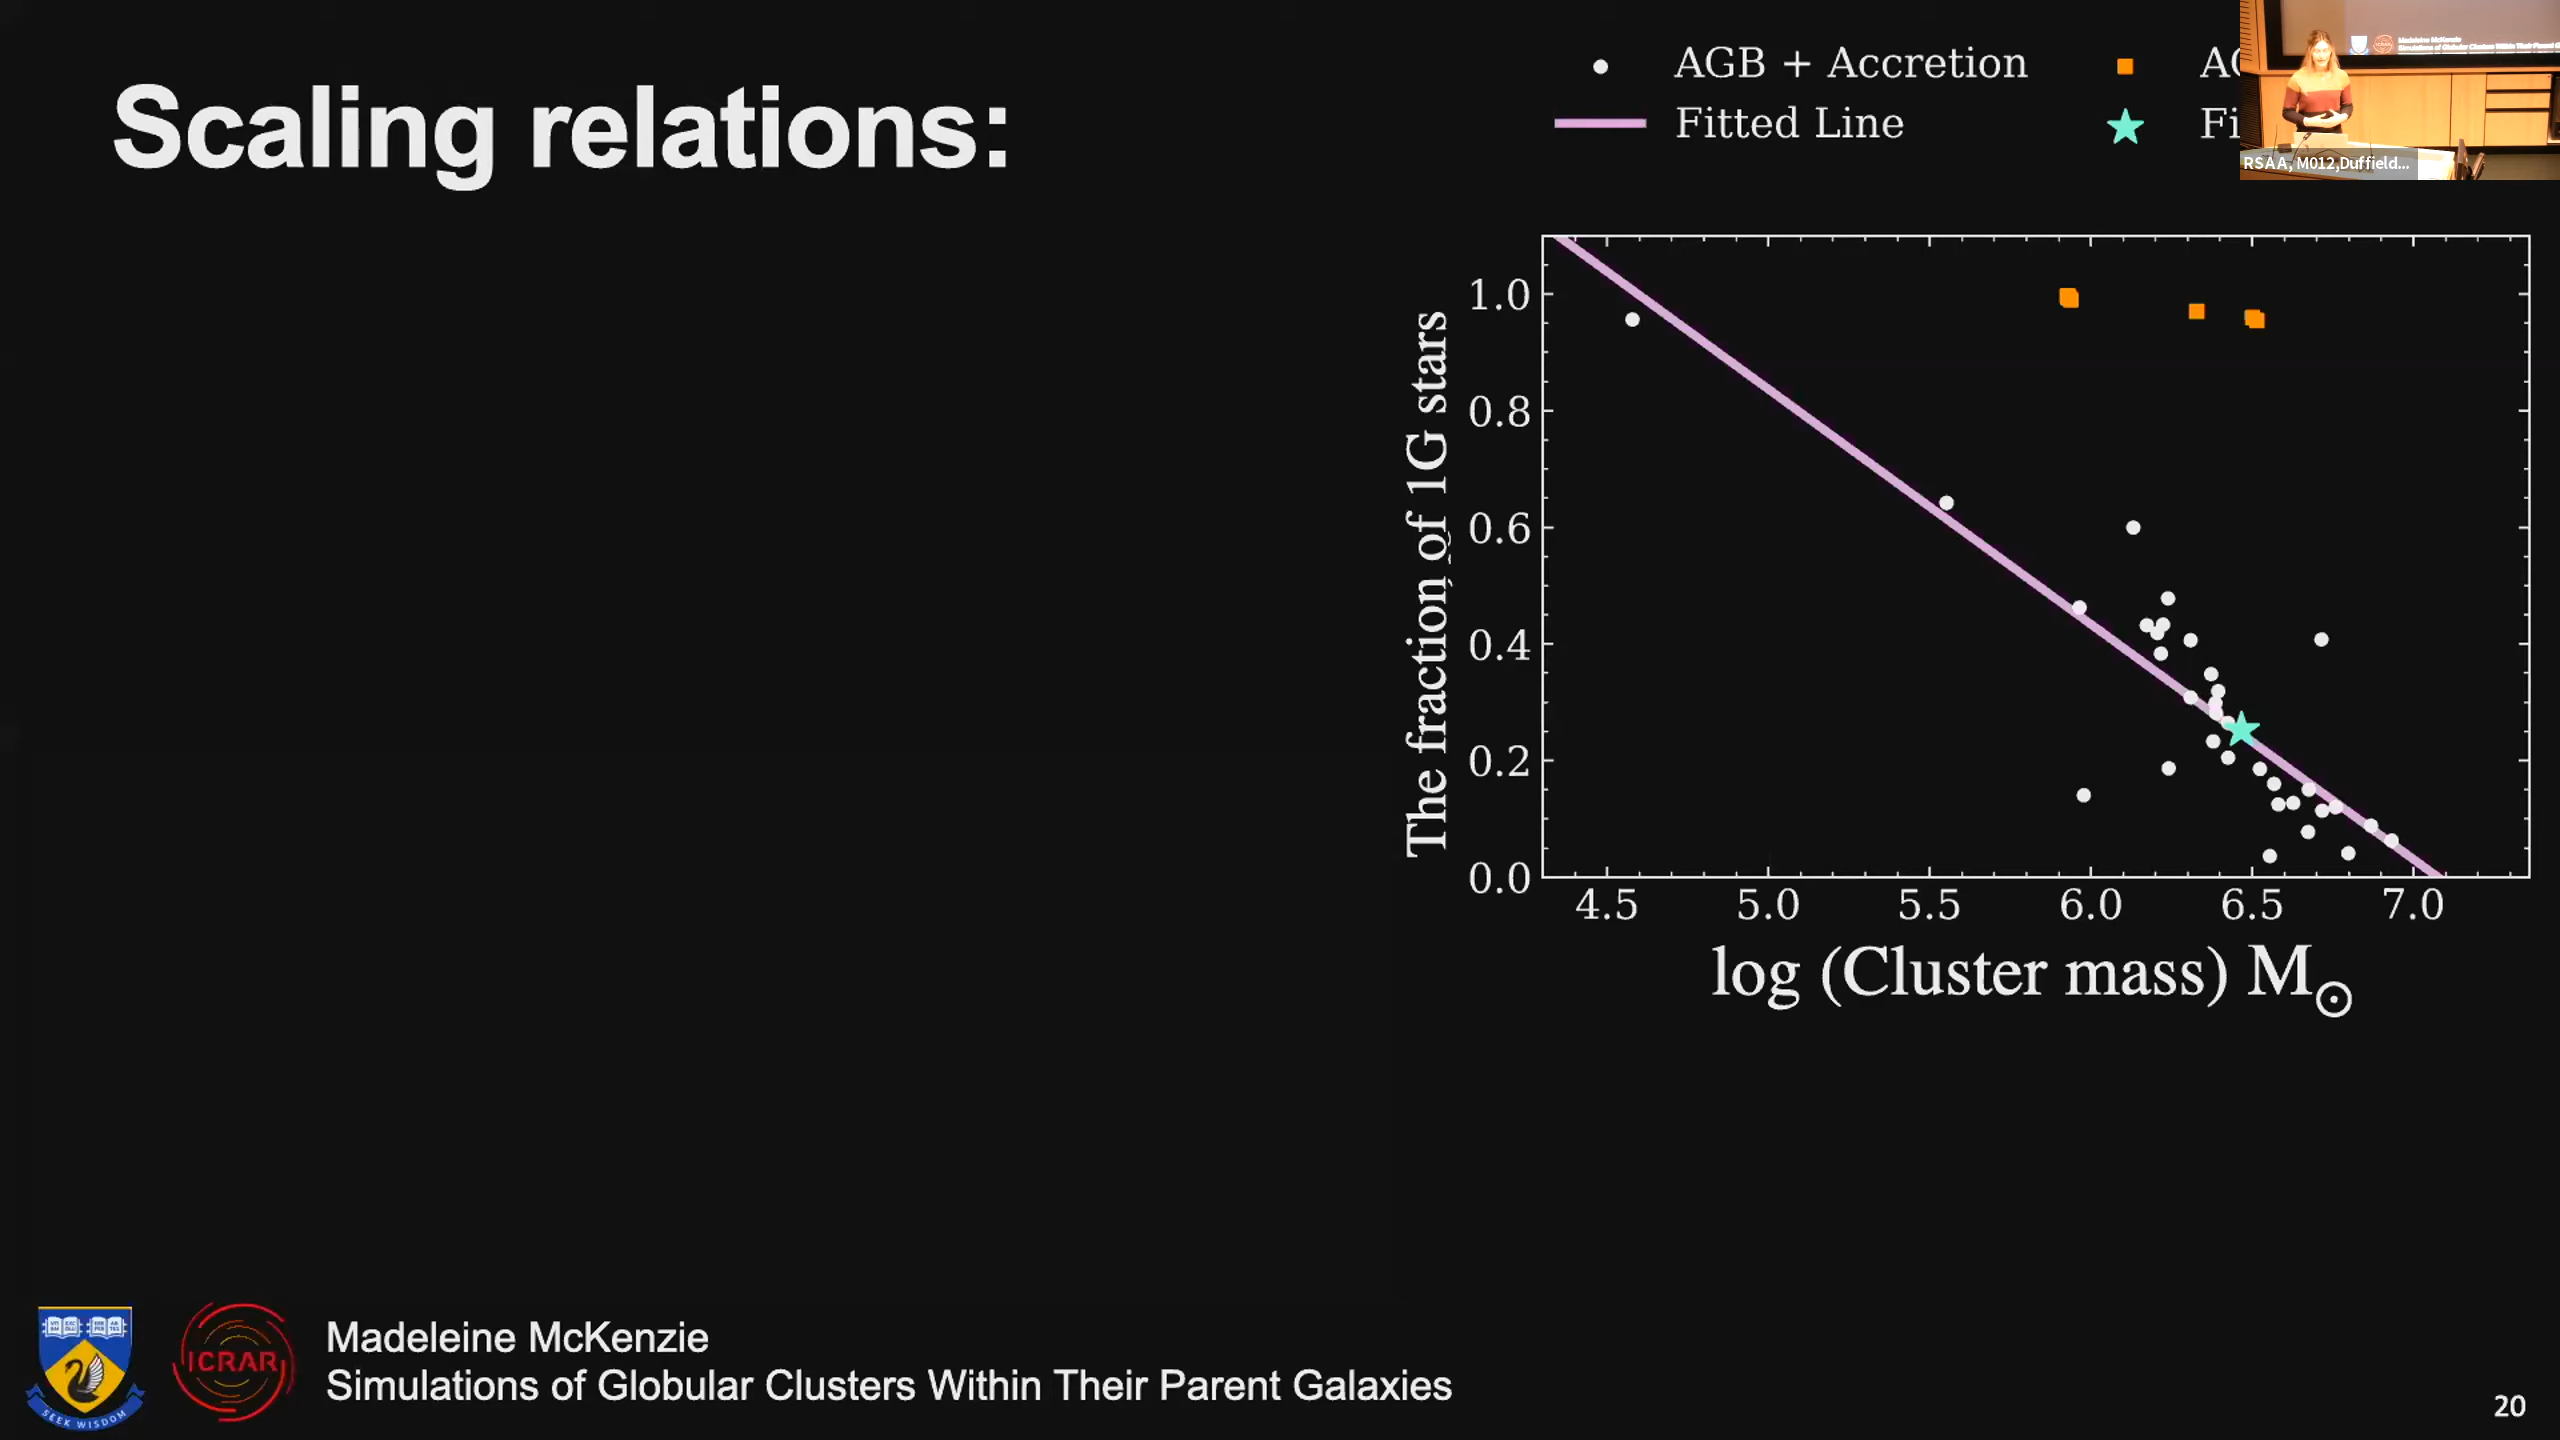 Scaling relations:
AGB + Accretion
Fitted Line
RSAA, M012,Duffield...
The fraction of 1G stars
1.0
0.8
0.6
0.4
0.2
0.0
4.5 5.0 5.5 6.0 6.5 7.0
log (Cluster mass) M⊙
SEEK WISDOM
ICRAR
Madeleine McKenzie
Simulations of Globular Clusters Within Their Parent Galaxies
20